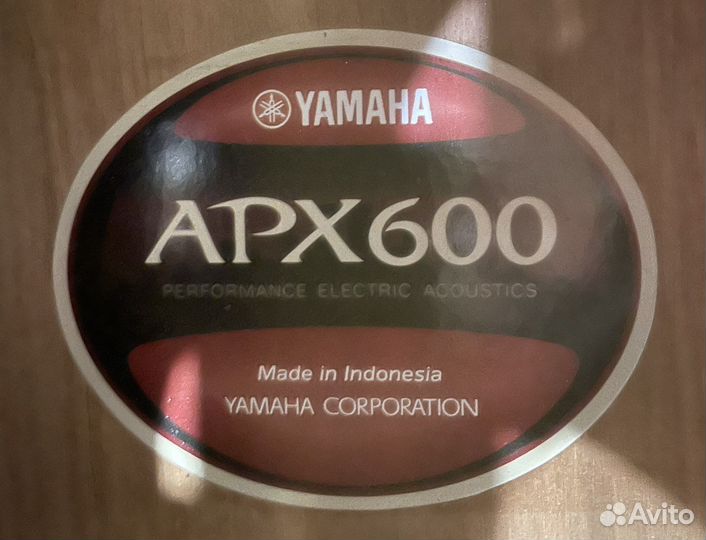 YAMAHA
APX600
PERFORMANCE ELECTRIC ACOUSTICS
Made in Indonesia
YAMAHA CORPORATION
Avito